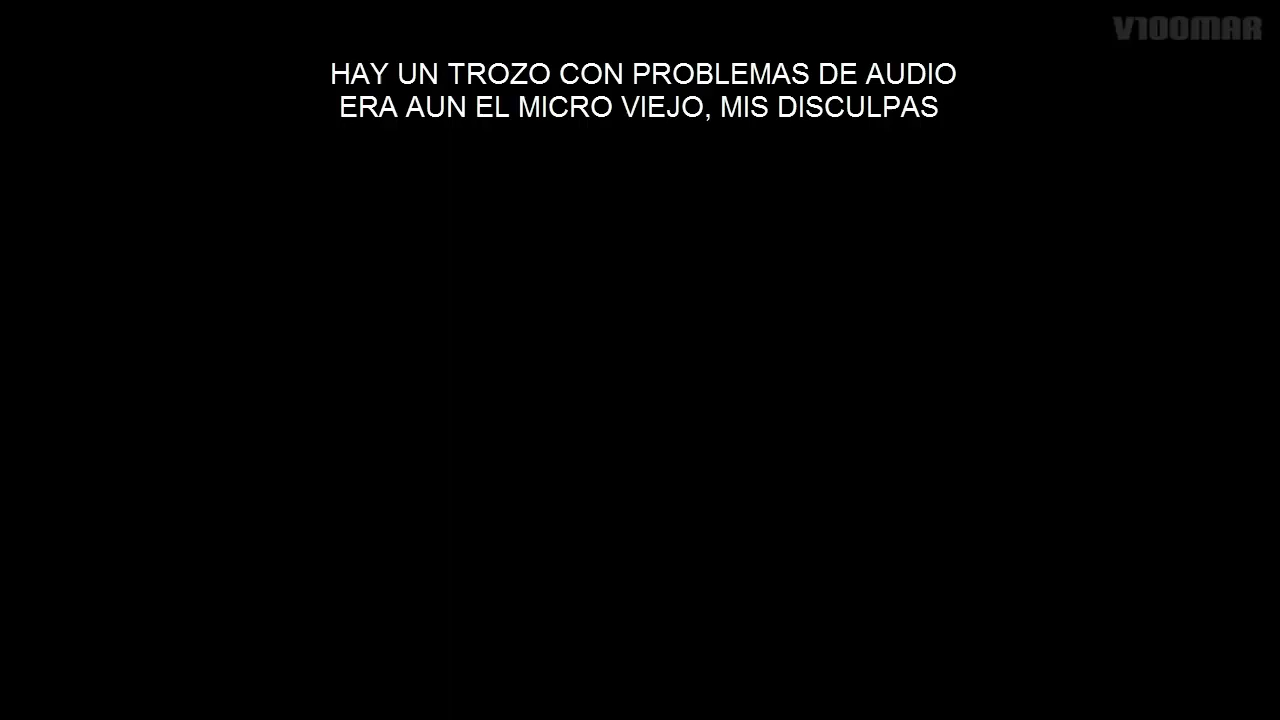 V100MAR
HAY UN TROZO CON PROBLEMAS DE AUDIO
ERA AUN EL MICRO VIEJO, MIS DISCULPAS